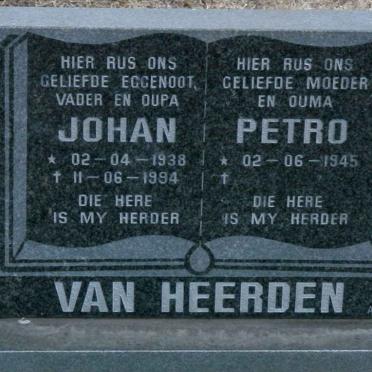 HIER RUS ONS
GELIEFDE EGGENOOT,
VADER EN OUPA
JOHAN
* 02-04-1938
† 11-06-1994
DIE HERE
IS MY HERDER
HIER RUS ONS
GELIEFDE MOEDER
EN OUMA
PETRO
* 02-06-1945
†
DIE HERE
IS MY HERDER
VAN HEERDEN